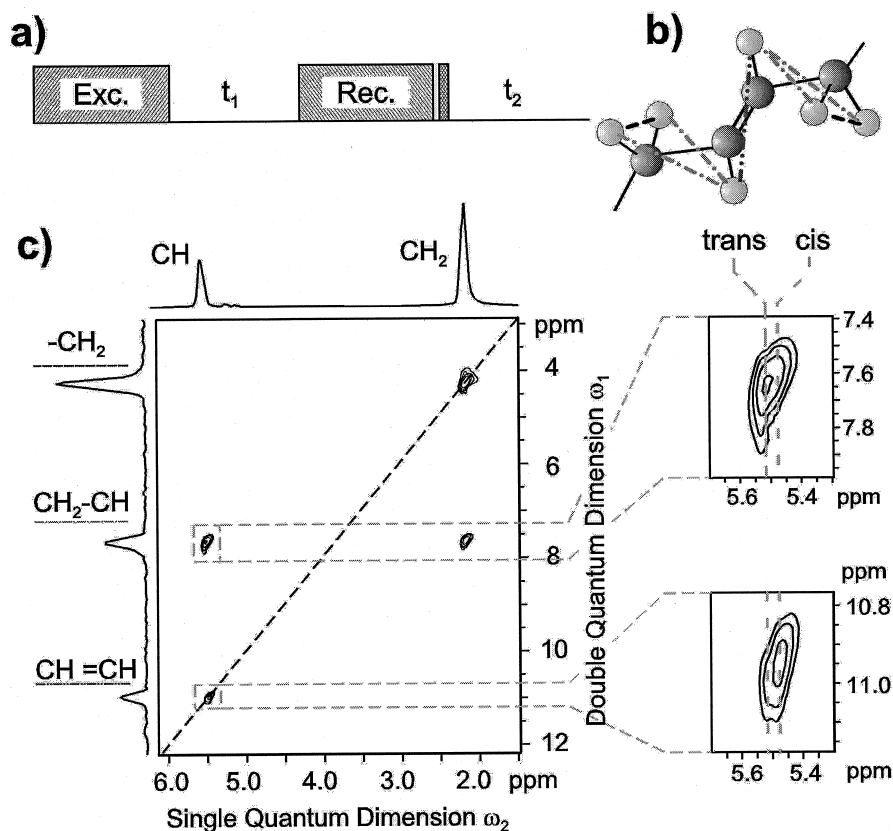 a)
Exc.
t1
Rec.
t2
b)
c)
CH
CH2
trans cis
-CH2
CH2-CH
CH =CH
ppm
4
6
8
10
12
6.0 5.0 4.0 3.0 2.0 ppm
Single Quantum Dimension ω2
Double Quantum Dimension ω1
7.4
7.6
7.8
5.6 5.4 ppm
ppm
10.8
11.0
5.6 5.4 ppm